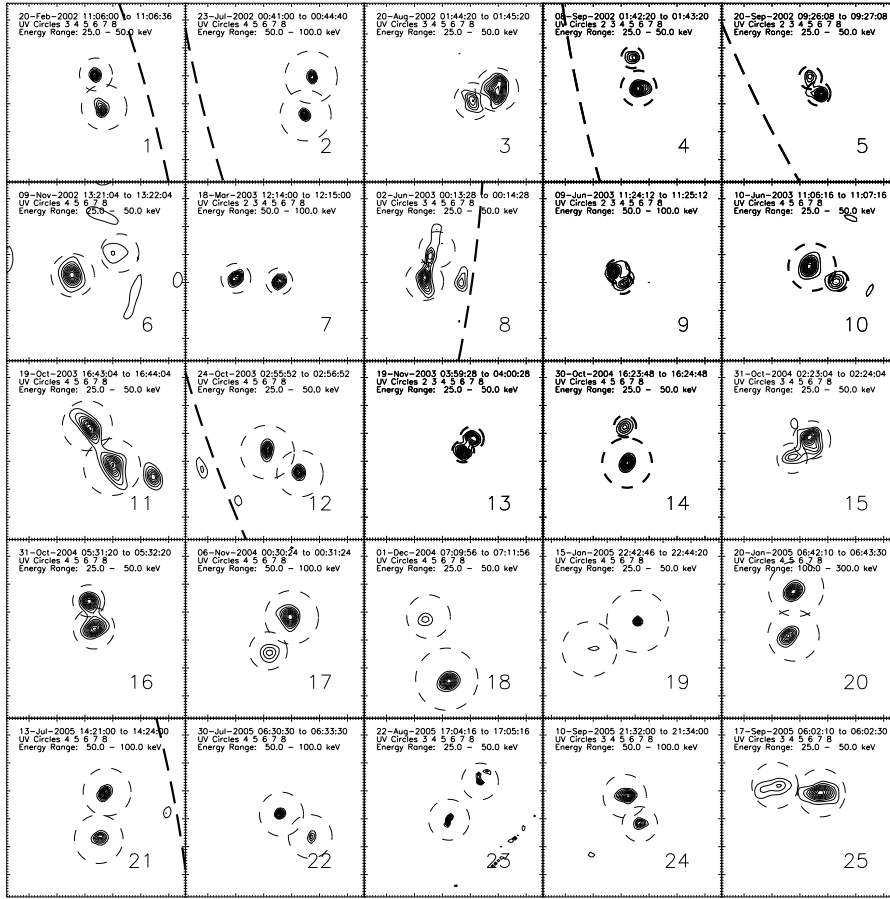 20-Feb-2002 11:06:00 to 11:06:36
UV Circles 3 4 5 6 7 8
Energy Range: 25.0 - 50.0 keV
1
23-Jul-2002 00:41:00 to 00:44:40
UV Circles 4 5 6 7 8
Energy Range: 50.0 - 100.0 keV
2
20-Aug-2002 01:44:20 to 01:45:20
UV Circles 3 4 5 6 7 8
Energy Range: 25.0 - 50.0 keV
3
08-Sep-2002 01:42:20 to 01:43:20
UV Circles 2 3 4 5 6 7 8
Energy Range: 25.0 - 50.0 keV
4
20-Sep-2002 09:26:08 to 09:27:08
UV Circles 2 3 4 5 6 7 8
Energy Range: 25.0 - 50.0 keV
5
09-Nov-2002 13:21:04 to 13:22:04
UV Circles 4 5 6 7 8
Energy Range: 25.0 - 50.0 keV
6
18-Mar-2003 12:14:00 to 12:15:00
UV Circles 2 3 4 5 6 7 8
Energy Range: 50.0 - 100.0 keV
7
02-Jun-2003 00:13:28 to 00:14:28
UV Circles 3 4 5 6 7 8
Energy Range: 25.0 - 50.0 keV
8
09-Jun-2003 11:24:12 to 11:25:12
UV Circles 2 3 4 5 6 7 8
Energy Range: 50.0 - 100.0 keV
9
10-Jun-2003 11:06:16 to 11:07:16
UV Circles 2 4 5 6 7 8
Energy Range: 25.0 - 50.0 keV
10
19-Oct-2003 16:43:04 to 16:44:04
UV Circles 4 5 6 7 8
Energy Range: 25.0 - 50.0 keV
11
24-Oct-2003 02:55:52 to 02:56:52
UV Circles 4 5 6 7 8
Energy Range: 25.0 - 50.0 keV
12
19-Nov-2003 03:59:28 to 04:00:28
UV Circles 2 3 4 5 6 7 8
Energy Range: 25.0 - 50.0 keV
13
30-Oct-2004 16:23:48 to 16:24:48
UV Circles 2 4 5 6 7 8
Energy Range: 25.0 - 50.0 keV
14
31-Oct-2004 02:23:04 to 02:24:04
UV Circles 3 4 5 6 7 8
Energy Range: 25.0 - 50.0 keV
15
31-Oct-2004 05:31:20 to 05:32:20
UV Circles 4 5 6 7 8
Energy Range: 25.0 - 50.0 keV
16
06-Nov-2004 00:30:24 to 00:31:24
UV Circles 4 5 6 7 8
Energy Range: 50.0 - 100.0 keV
17
01-Dec-2004 07:09:56 to 07:11:56
UV Circles 4 5 6 7 8
Energy Range: 25.0 - 50.0 keV
18
15-Jan-2005 22:42:46 to 22:44:20
UV Circles 4 5 6 7 8
Energy Range: 25.0 - 50.0 keV
19
20-Jan-2005 06:42:10 to 06:43:30
UV Circles 4 5 6 7 8
Energy Range: 100.0 - 300.0 keV
20
13-Jul-2005 14:21:00 to 14:24:00
UV Circles 4 5 6 7 8
Energy Range: 50.0 - 100.0 keV
21
30-Jul-2005 06:30:30 to 06:33:30
UV Circles 4 5 6 7 8
Energy Range: 50.0 - 100.0 keV
22
22-Aug-2005 17:04:16 to 17:05:16
UV Circles 3 4 5 6 7 8
Energy Range: 25.0 - 50.0 keV
23
10-Sep-2005 21:32:00 to 21:34:00
UV Circles 3 4 5 6 7 8
Energy Range: 50.0 - 100.0 keV
24
17-Sep-2005 06:02:10 to 06:02:30
UV Circles 4 5 6 7 8
Energy Range: 25.0 - 50.0 keV
25